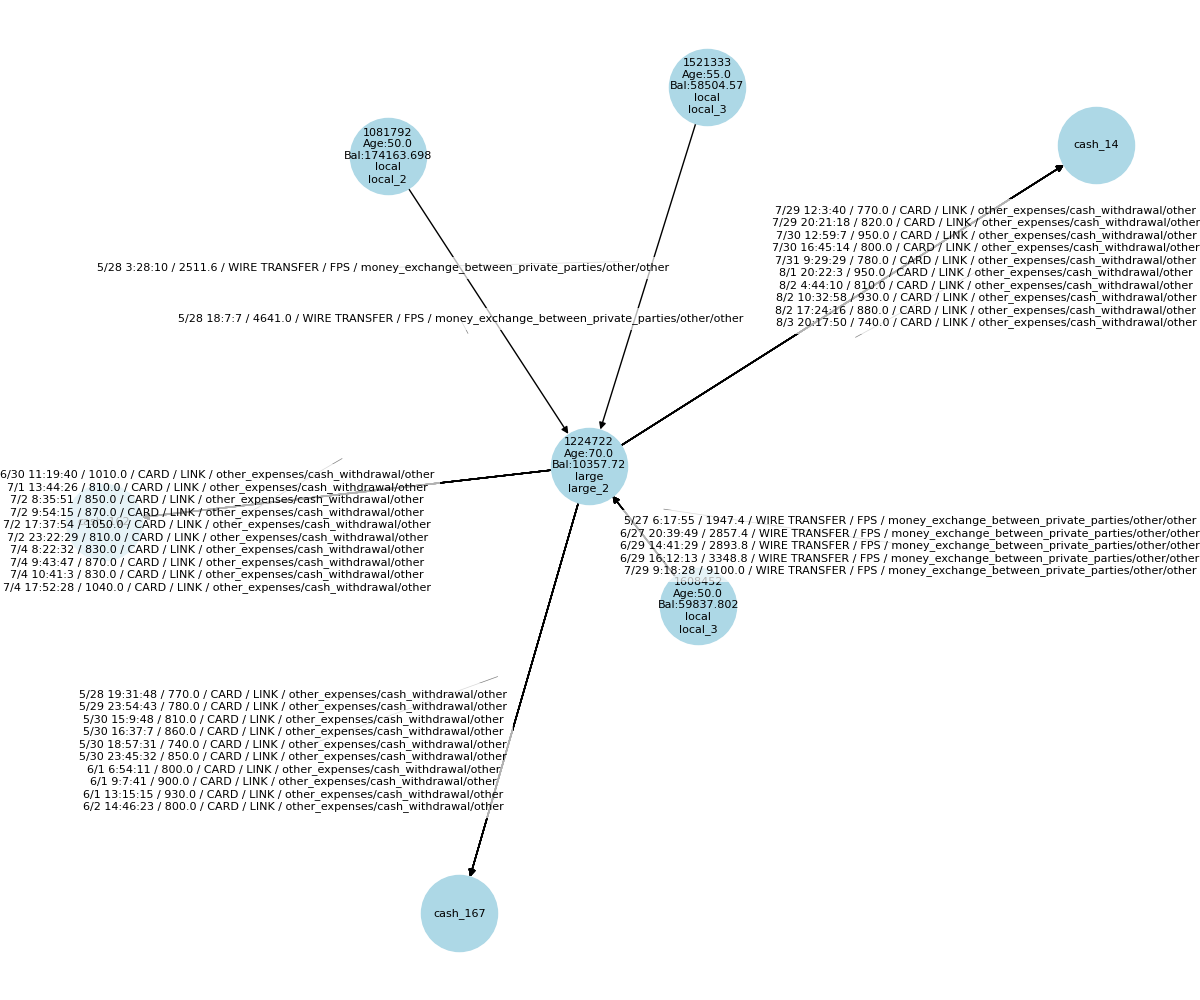 1521333
Age:55.0
Bal:58504.57
local
local_3
1081792
Age:50.0
Bal:174163.698
local
local_2
cash_14
7/29 12:3:40 / 770.0 / CARD / LINK / other_expenses/cash_withdrawal/other
7/29 20:21:18 / 820.0 / CARD / LINK / other_expenses/cash_withdrawal/other
7/30 12:59:7 / 950.0 / CARD / LINK / other_expenses/cash_withdrawal/other
7/30 16:45:14 / 800.0 / CARD / LINK / other_expenses/cash_withdrawal/other
7/31 9:29:29 / 780.0 / CARD / LINK / other_expenses/cash_withdrawal/other
8/1 20:22:3 / 950.0 / CARD / LINK / other_expenses/cash_withdrawal/other
8/2 4:44:10 / 810.0 / CARD / LINK / other_expenses/cash_withdrawal/other
8/2 10:32:58 / 930.0 / CARD / LINK / other_expenses/cash_withdrawal/other
8/2 17:24:16 / 880.0 / CARD / LINK / other_expenses/cash_withdrawal/other
8/3 20:17:50 / 740.0 / CARD / LINK / other_expenses/cash_withdrawal/other
5/28 3:28:10 / 2511.6 / WIRE TRANSFER / FPS / money_exchange_between_private_parties/other/other
5/28 18:7:7 / 4641.0 / WIRE TRANSFER / FPS / money_exchange_between_private_parties/other/other
1224722
Age:70.0
Bal:10357.72
large
large_2
6/30 11:19:40 / 1010.0 / CARD / LINK / other_expenses/cash_withdrawal/other
7/1 13:44:26 / 810.0 / CARD / LINK / other_expenses/cash_withdrawal/other
7/2 8:35:51 / 850.0 / CARD / LINK / other_expenses/cash_withdrawal/other
7/2 9:54:15 / 870.0 / CARD / LINK / other_expenses/cash_withdrawal/other
7/2 17:37:54 / 1050.0 / CARD / LINK / other_expenses/cash_withdrawal/other
7/2 23:22:29 / 810.0 / CARD / LINK / other_expenses/cash_withdrawal/other
7/4 8:22:32 / 830.0 / CARD / LINK / other_expenses/cash_withdrawal/other
7/4 9:43:47 / 870.0 / CARD / LINK / other_expenses/cash_withdrawal/other
7/4 10:41:3 / 830.0 / CARD / LINK / other_expenses/cash_withdrawal/other
7/4 17:52:28 / 1040.0 / CARD / LINK / other_expenses/cash_withdrawal/other
5/27 6:17:55 / 1947.4 / WIRE TRANSFER / FPS / money_exchange_between_private_parties/other/other
6/27 20:39:49 / 2857.4 / WIRE TRANSFER / FPS / money_exchange_between_private_parties/other/other
6/29 14:41:29 / 2893.8 / WIRE TRANSFER / FPS / money_exchange_between_private_parties/other/other
6/29 16:12:13 / 3348.8 / WIRE TRANSFER / FPS / money_exchange_between_private_parties/other/other
7/29 9:18:28 / 9100.0 / WIRE TRANSFER / FPS / money_exchange_between_private_parties/other/other
1608452
Age:50.0
Bal:59837.802
local
local_3
5/28 19:31:48 / 770.0 / CARD / LINK / other_expenses/cash_withdrawal/other
5/29 23:54:43 / 780.0 / CARD / LINK / other_expenses/cash_withdrawal/other
5/30 15:9:48 / 810.0 / CARD / LINK / other_expenses/cash_withdrawal/other
5/30 16:37:7 / 860.0 / CARD / LINK / other_expenses/cash_withdrawal/other
5/30 18:57:31 / 740.0 / CARD / LINK / other_expenses/cash_withdrawal/other
5/30 23:45:32 / 850.0 / CARD / LINK / other_expenses/cash_withdrawal/other
6/1 6:54:11 / 800.0 / CARD / LINK / other_expenses/cash_withdrawal/other
6/1 9:7:41 / 900.0 / CARD / LINK / other_expenses/cash_withdrawal/other
6/1 13:15:15 / 930.0 / CARD / LINK / other_expenses/cash_withdrawal/other
6/2 14:46:23 / 800.0 / CARD / LINK / other_expenses/cash_withdrawal/other
cash_167